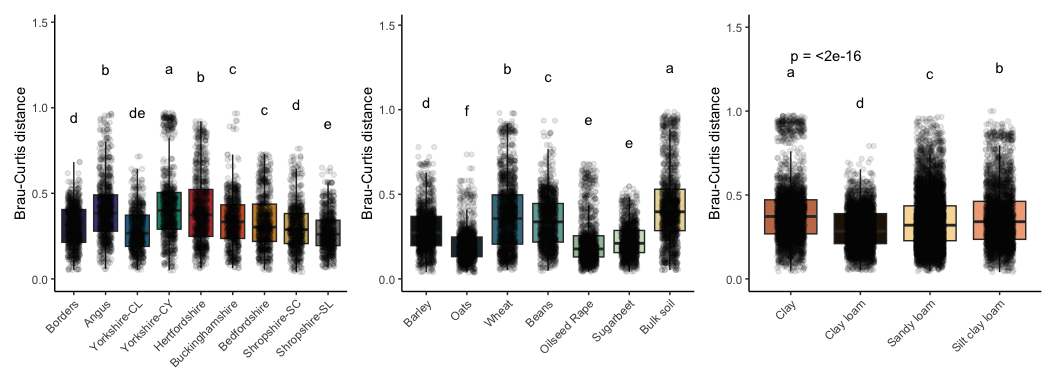 Brau-Curtis distance
1.5
1.0
0.5
0.0
d
b
de
a
b
c
c
d
e
Borders
Angus
Yorkshire-CL
Yorkshire-CY
Hertfordshire
Buckinghamshire
Bedfordshire
Shropshire-SC
Shropshire-SL
Brau-Curtis distance
1.5
1.0
0.5
0.0
d
f
b
c
e
e
a
Barley
Oats
Wheat
Beans
OIlseed Rape
Sugarbeet
Bulk soil
Brau-Curtis distance
1.5
1.0
0.5
0.0
p = <2e-16
a
d
c
b
Clay
Clay loam
Sandy loam
Silt clay loam